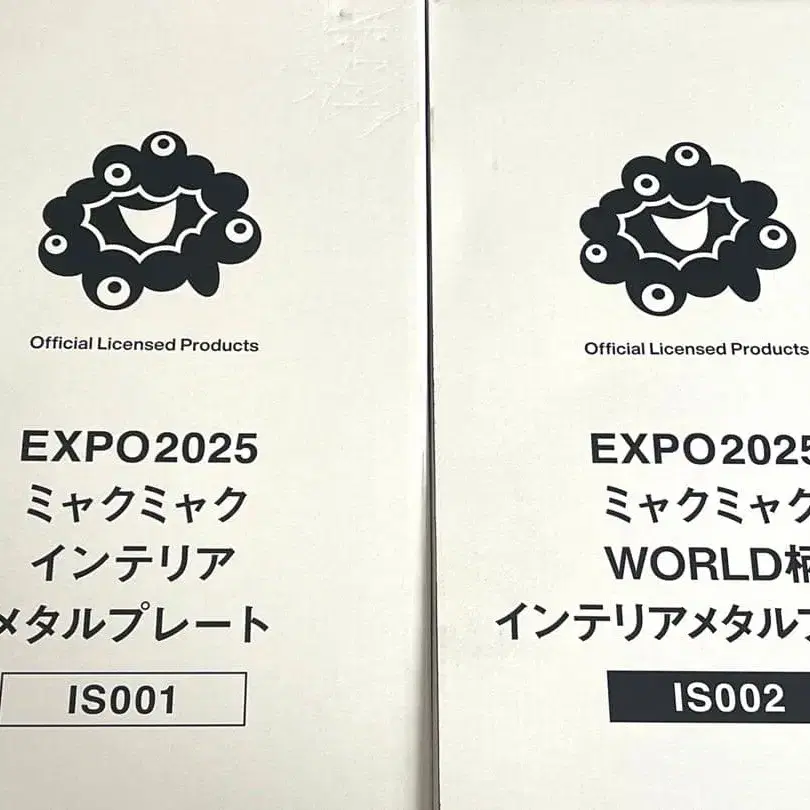 Official Licensed Products
EXPO2025
ミャクミャク
インテリア
メタルプレート
IS001
Official Licensed Products
EXPO2025
ミャクミャク
WORLD柄
インテリアメタルプ
IS002